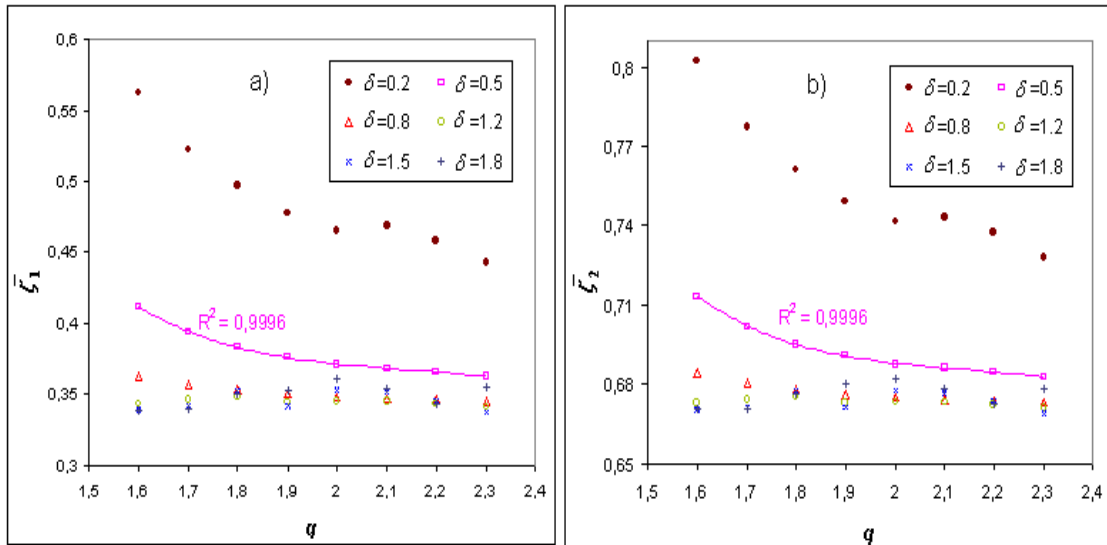 a)
δ=0.2 δ=0.5
δ=0.8 δ=1.2
δ=1.5 δ=1.8
0,6
0,55
0,5
0,45
0,4
0,35
0,3
ζ̅₁
R² = 0,9996
1,5 1,6 1,7 1,8 1,9 2 2,1 2,2 2,3 2,4
q
b)
δ=0.2 δ=0.5
δ=0.8 δ=1.2
δ=1.5 δ=1.8
0,8
0,77
0,74
0,71
0,68
0,65
ζ̅₂
R² = 0,9996
1,5 1,6 1,7 1,8 1,9 2 2,1 2,2 2,3 2,4
q